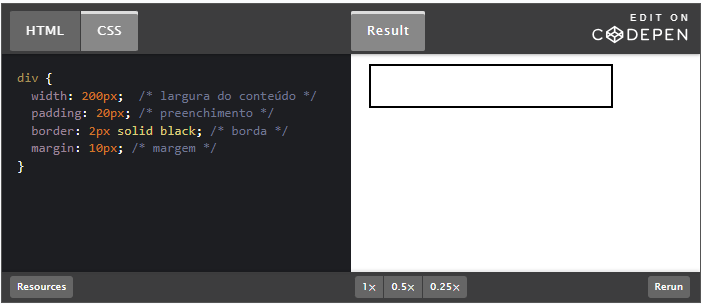 HTML
CSS
Result
EDIT ON
CODEPEN
div {
  width: 200px;  /* largura do conteúdo */
  padding: 20px; /* preenchimento */
  border: 2px solid black; /* borda */
  margin: 10px; /* margem */
}
Resources
1×
0.5×
0.25×
Rerun